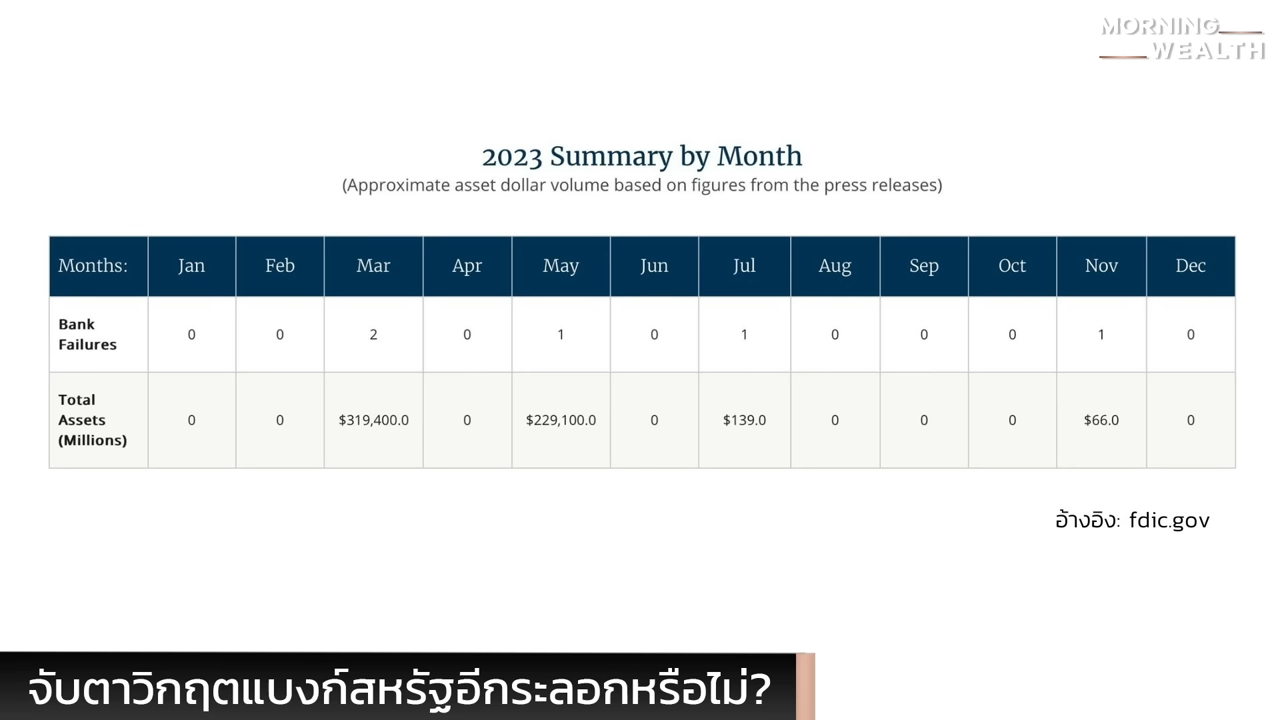 MORNING
WEALTH
2023 Summary by Month
(Approximate asset dollar volume based on figures from the press releases)
Months: Jan Feb Mar Apr May Jun Jul Aug Sep Oct Nov Dec
Bank
Failures 0 0 2 0 1 0 1 0 0 0 1 0
Total
Assets
(Millions) 0 0 $319,400.0 0 $229,100.0 0 $139.0 0 0 0 $66.0 0
อ้างอิง: fdic.gov
จับตาวิกฤตแบงก์สหรัฐอีกระลอกหรือไม่?